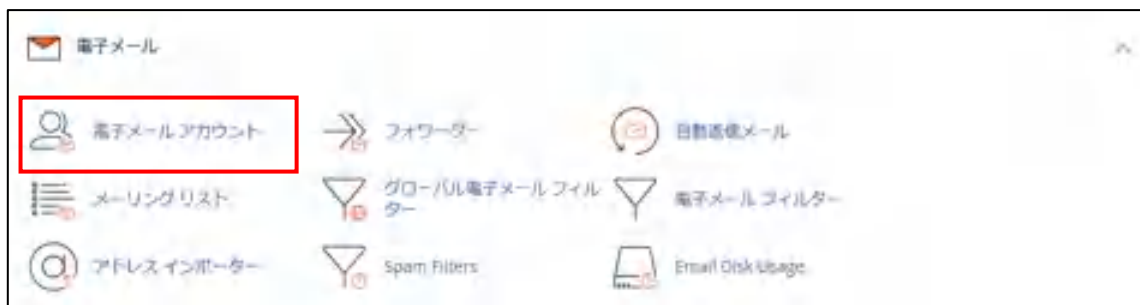 電子メール
電子メール アカウント
フォワーダー
自動返信メール
メーリング リスト
グローバル電子メール フィル
ター
電子メール フィルター
アドレス インポーター
Spam Filters
Email Disk Usage